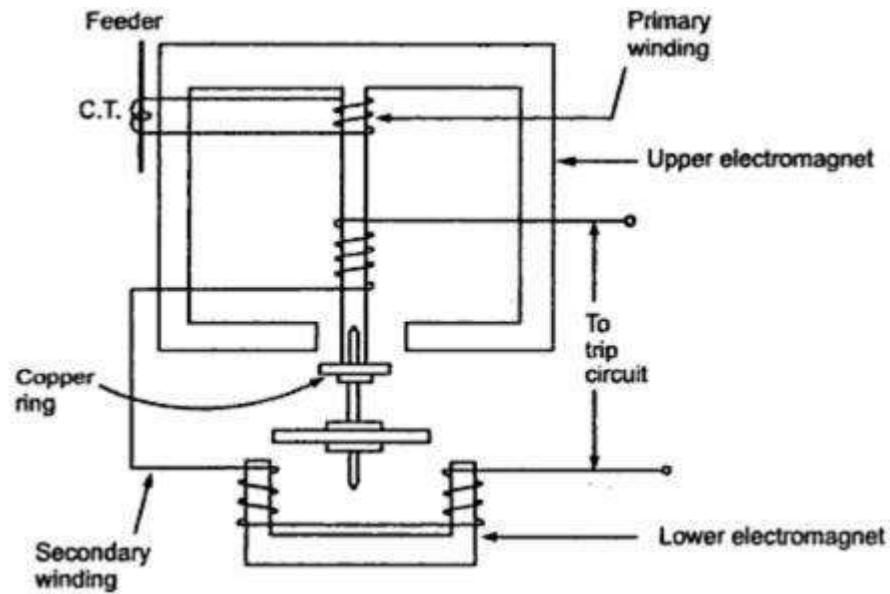 Feeder
Primary
winding
C.T.
Upper electromagnet
To
trip
circuit
Copper
ring
Secondary
winding
Lower electromagnet